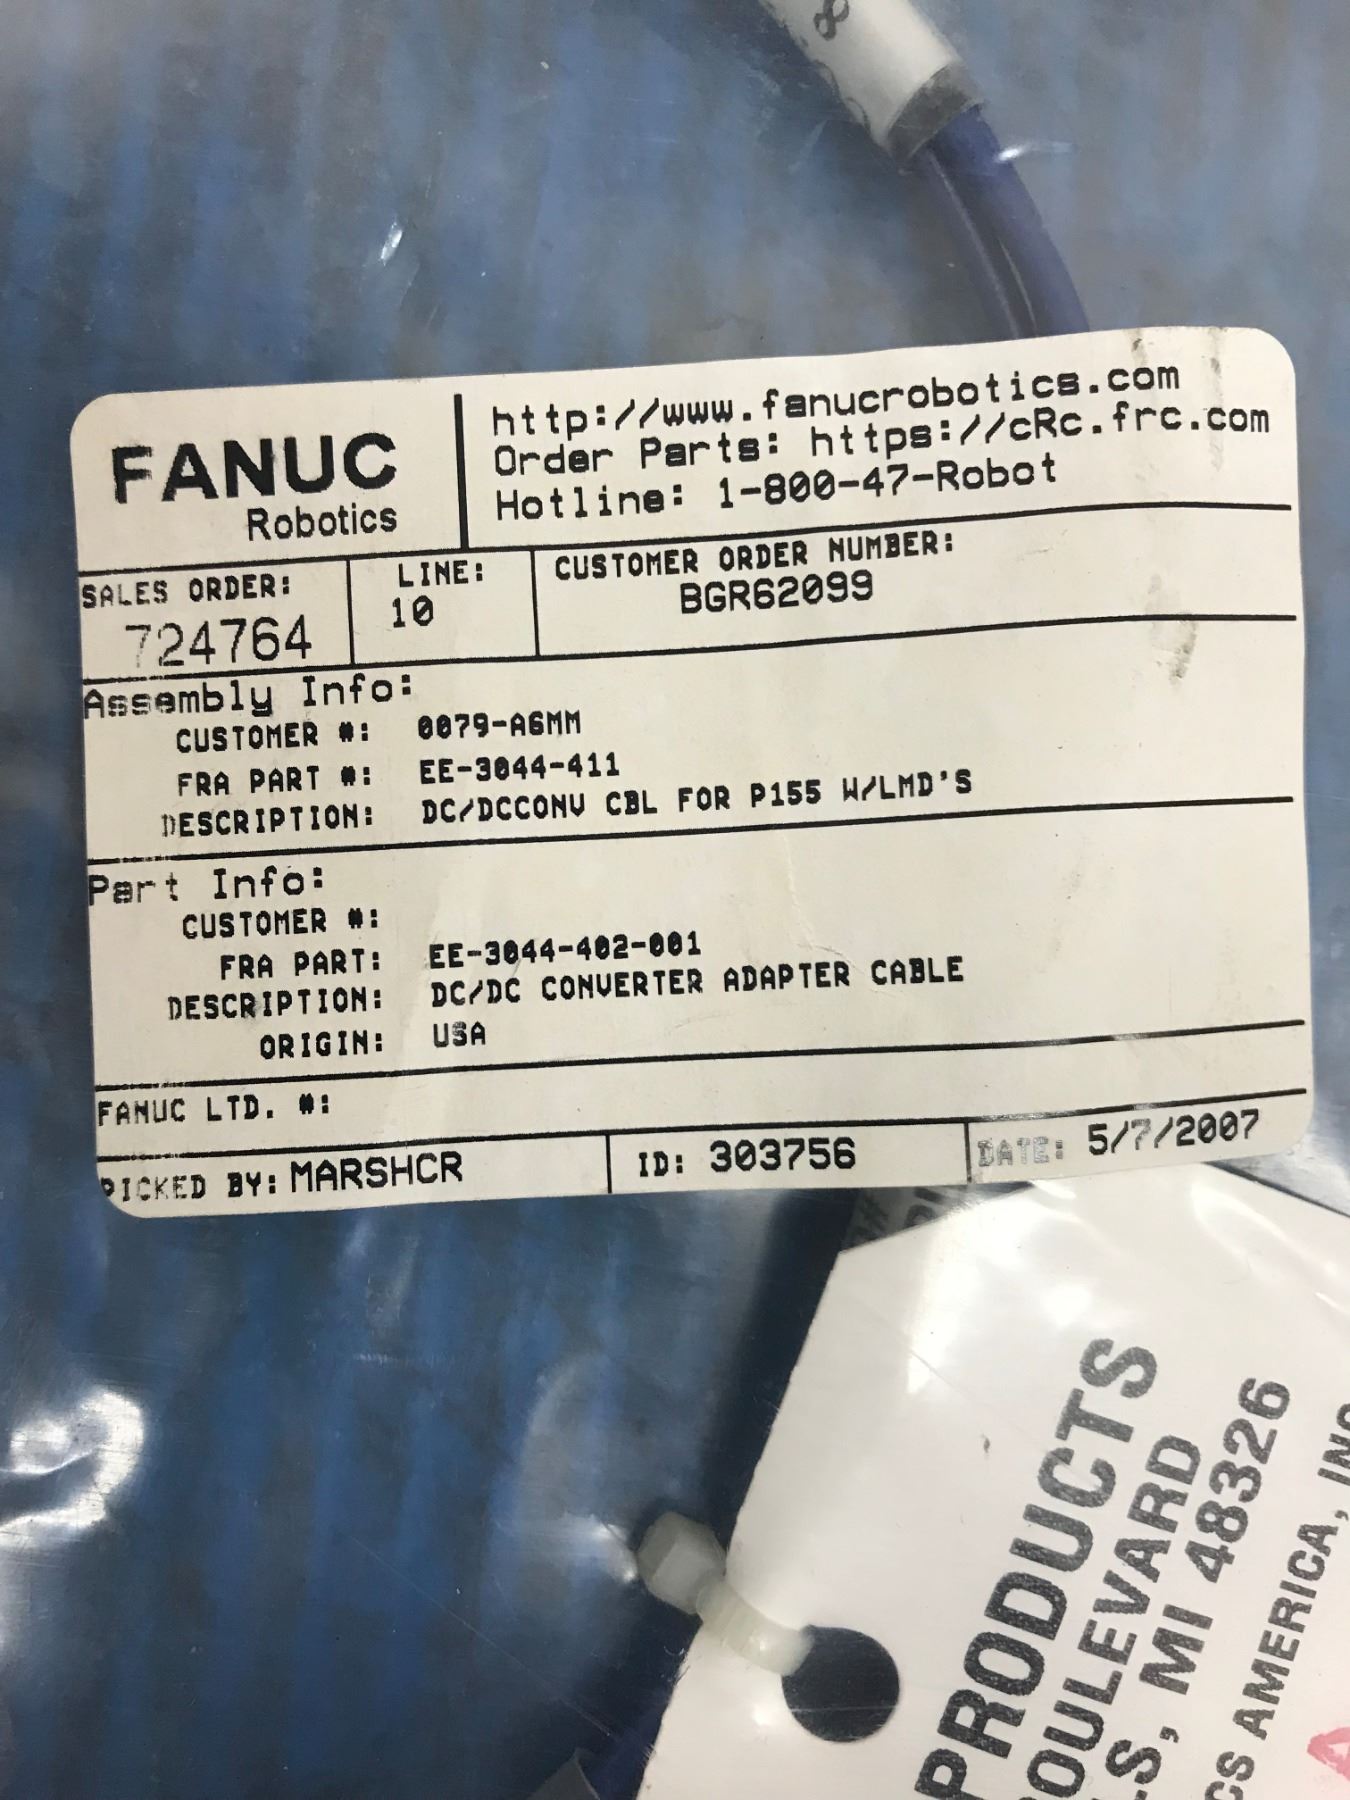 8
FANUC
Robotics
http://www.fanucrobotics.com
Order Parts: https://cRc.frc.com
Hotline: 1-800-47-Robot
SALES ORDER:
724764
LINE:
10
CUSTOMER ORDER NUMBER:
BGR62099
Assembly Info:
CUSTOMER #: 0079-A6MM
FRA PART #: EE-3044-411
DESCRIPTION: DC/DCCONV CBL FOR P155 W/LMD'S
Part Info:
CUSTOMER #:
FRA PART: EE-3044-402-001
DESCRIPTION: DC/DC CONVERTER ADAPTER CABLE
ORIGIN: USA
FANUC LTD. #:
PICKED BY: MARSHCR
ID: 303756
DATE: 5/7/2007
PRODUCTS
OULEVARD
LS, MI 48326
CS AMERICA, INC